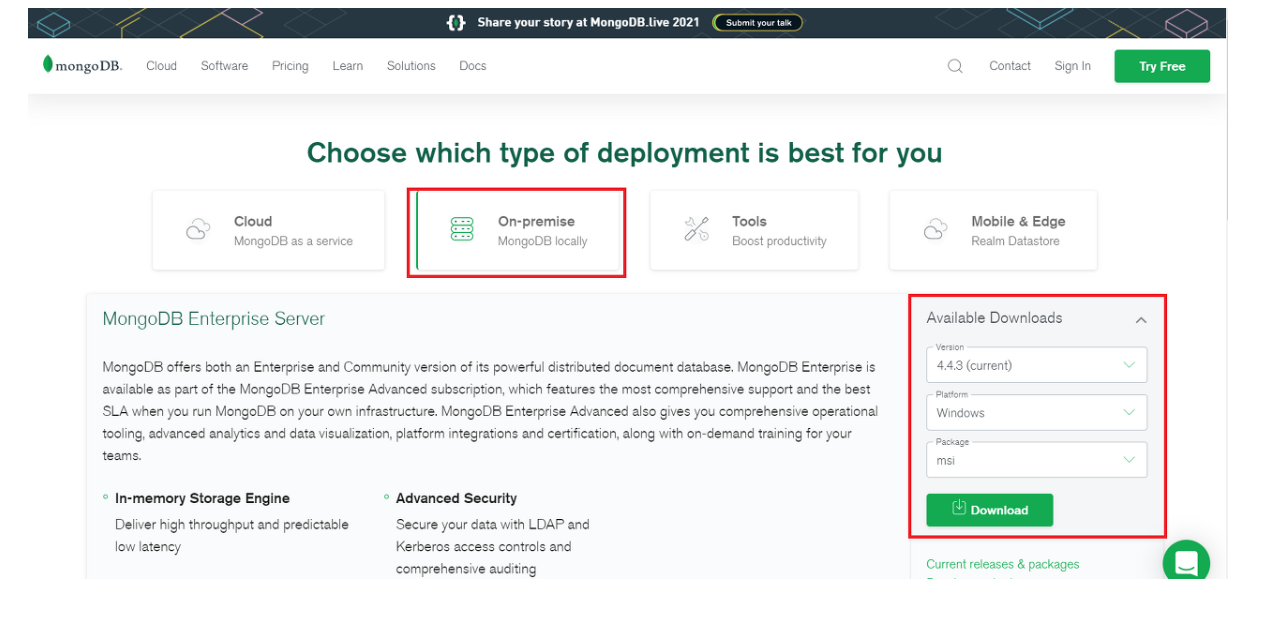 Share your story at MongoDB.live 2021 Submit your talk
mongoDB. Cloud Software Pricing Learn Solutions Docs Contact Sign In Try Free
Choose which type of deployment is best for you
Cloud
MongoDB as a service
On-premise
MongoDB locally
Tools
Boost productivity
Mobile & Edge
Realm Datastore
MongoDB Enterprise Server
MongoDB offers both an Enterprise and Community version of its powerful distributed document database. MongoDB Enterprise is
available as part of the MongoDB Enterprise Advanced subscription, which features the most comprehensive support and the best
SLA when you run MongoDB on your own infrastructure. MongoDB Enterprise Advanced also gives you comprehensive operational
tooling, advanced analytics and data visualization, platform integrations and certification, along with on-demand training for your
teams.
In-memory Storage Engine
Deliver high throughput and predictable
low latency
Advanced Security
Secure your data with LDAP and
Kerberos access controls and
comprehensive auditing
Available Downloads
Version
4.4.3 (current)
Platform
Windows
Package
msi
Download
Current releases & packages